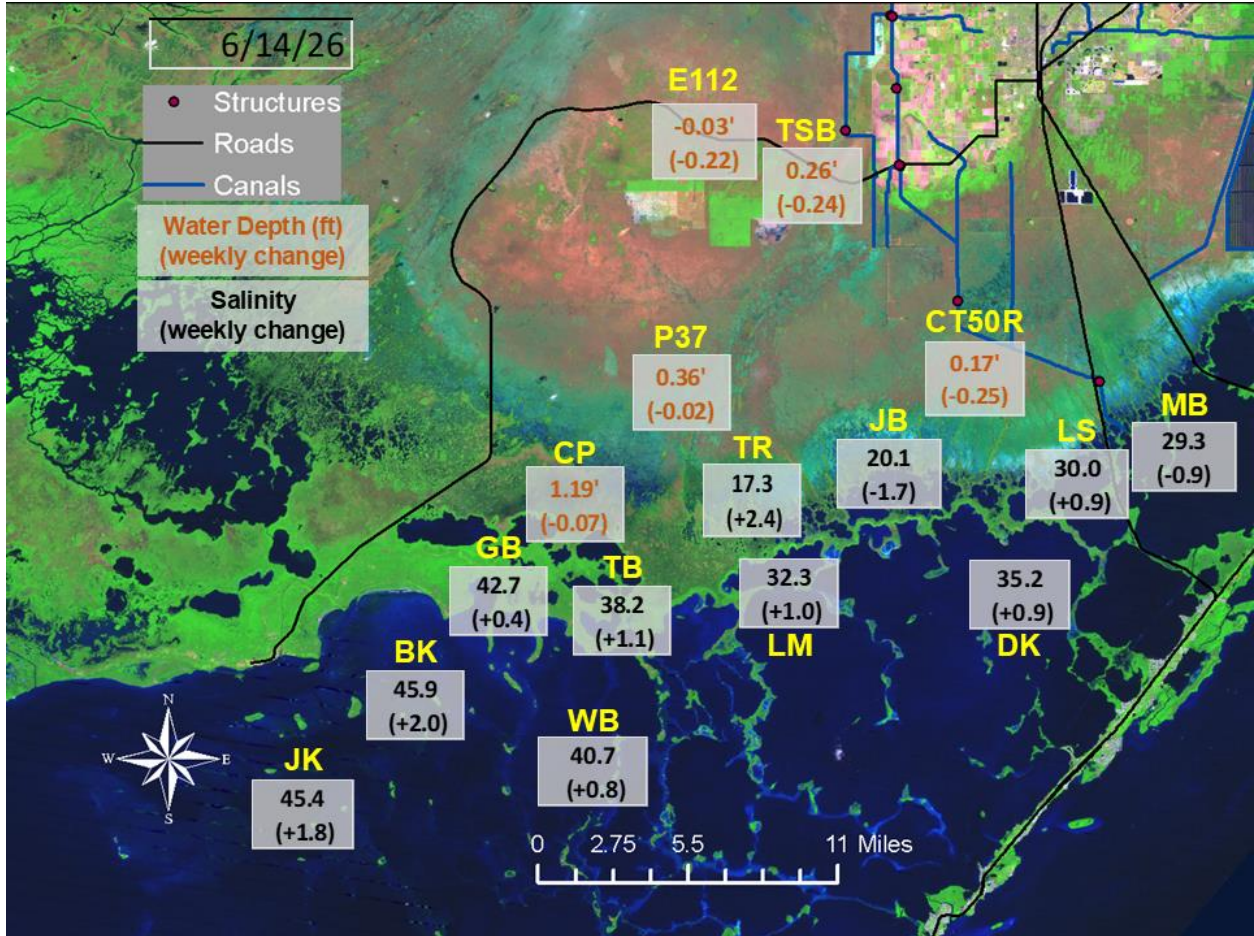 6/14/26
Structures
Roads
Canals
Water Depth (ft)
(weekly change)
Salinity
(weekly change)
E112
-0.03'
(-0.22)
TSB
0.26'
(-0.24)
P37
0.36'
(-0.02)
CT50R
0.17'
(-0.25)
CP
1.19'
(-0.07)
TR
17.3
(+2.4)
JB
20.1
(-1.7)
LS
30.0
(+0.9)
MB
29.3
(-0.9)
GB
42.7
(+0.4)
TB
38.2
(+1.1)
32.3
(+1.0)
LM
35.2
(+0.9)
DK
BK
45.9
(+2.0)
WB
40.7
(+0.8)
JK
45.4
(+1.8)
N
W
E
S
0 2.75 5.5 11 Miles